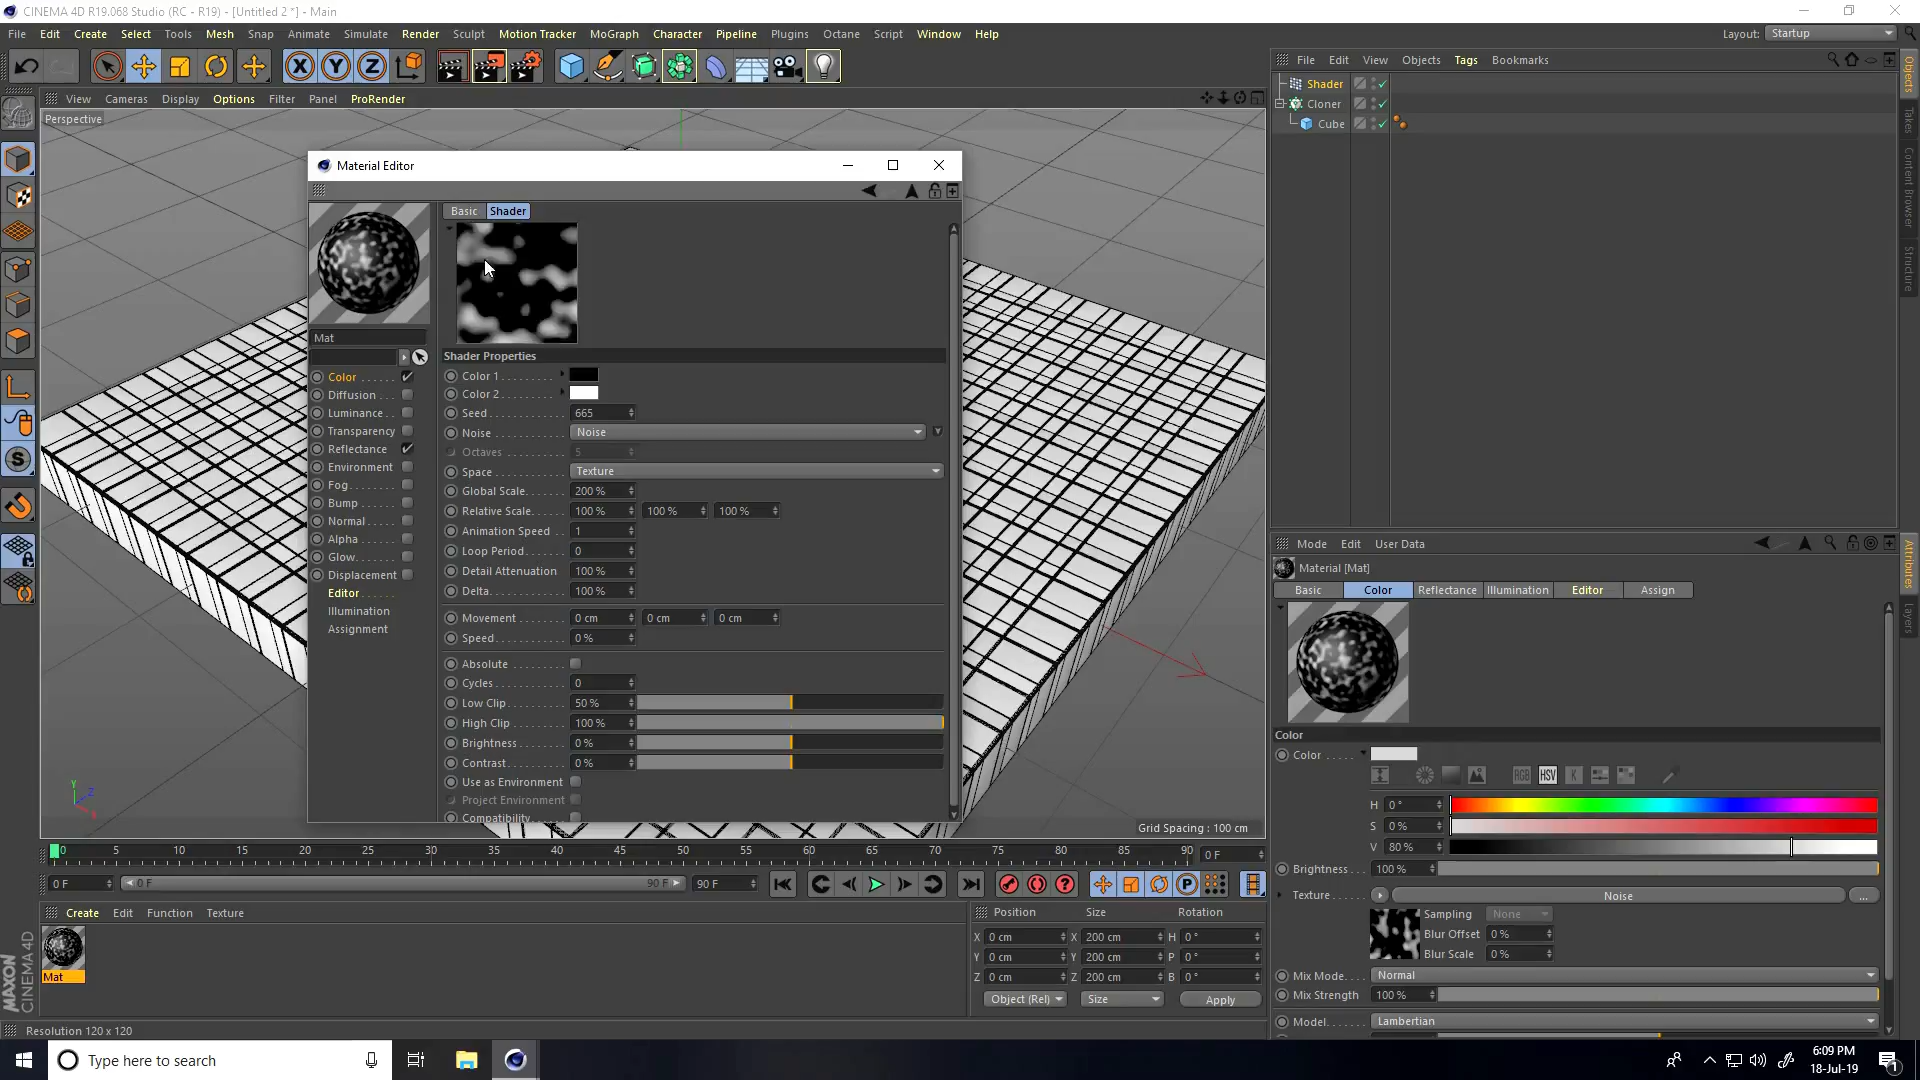 CINEMA 4D R19.068 Studio (RC - R19) - [Untitled 2 *] - Main
File Edit Create Select Tools Mesh Snap Animate Simulate Render Sculpt Motion Tracker MoGraph Character Pipeline Plugins Octane Script Window Help Layout: Startup
File Edit View Objects Tags Bookmarks
View Cameras Display Options Filter Panel ProRender
Perspective
Shader
Cloner
Cube
Objects
Takes
Content Browser
Structure
Material Editor
Basic Shader
Mat
Color
Diffusion
Luminance
Transparency
Reflectance
Environment
Fog
Bump
Normal
Alpha
Glow
Displacement
Editor
Illumination
Assignment
Shader Properties
Color 1
Color 2
Seed 665
Noise Noise
Octaves 5
Space Texture
Global Scale 200 %
Relative Scale 100 % 100 % 100 %
Animation Speed 1
Loop Period 0
Detail Attenuation 100 %
Delta 100 %
Movement 0 cm 0 cm 0 cm
Speed 0 %
Absolute
Cycles 0
Low Clip 50 %
High Clip 100 %
Brightness 0 %
Contrast 0 %
Use as Environment
Project Environment
Compatibility
Grid Spacing : 100 cm
Mode Edit User Data
Material [Mat]
Basic Color Reflectance Illumination Editor Assign
Attributes
Layers
Color
Color
RGB HSV K
H 0 °
S 0 %
V 80 %
Brightness 100 %
Texture Noise ...
Sampling None
Blur Offset 0 %
Blur Scale 0 %
Mix Mode Normal
Mix Strength 100 %
Model Lambertian
0 5 10 15 20 25 30 35 40 45 50 55 60 65 70 75 80 85 90 0 F
0 F 0 F 90 F 90 F
Create Edit Function Texture
Mat
MAXON
CINEMA 4D
Position Size Rotation
X 0 cm X 200 cm H 0 °
Y 0 cm Y 200 cm P 0 °
Z 0 cm Z 200 cm B 0 °
Object (Rel) Size Apply
Resolution 120 x 120
Type here to search
6:09 PM
18-Jul-19
1